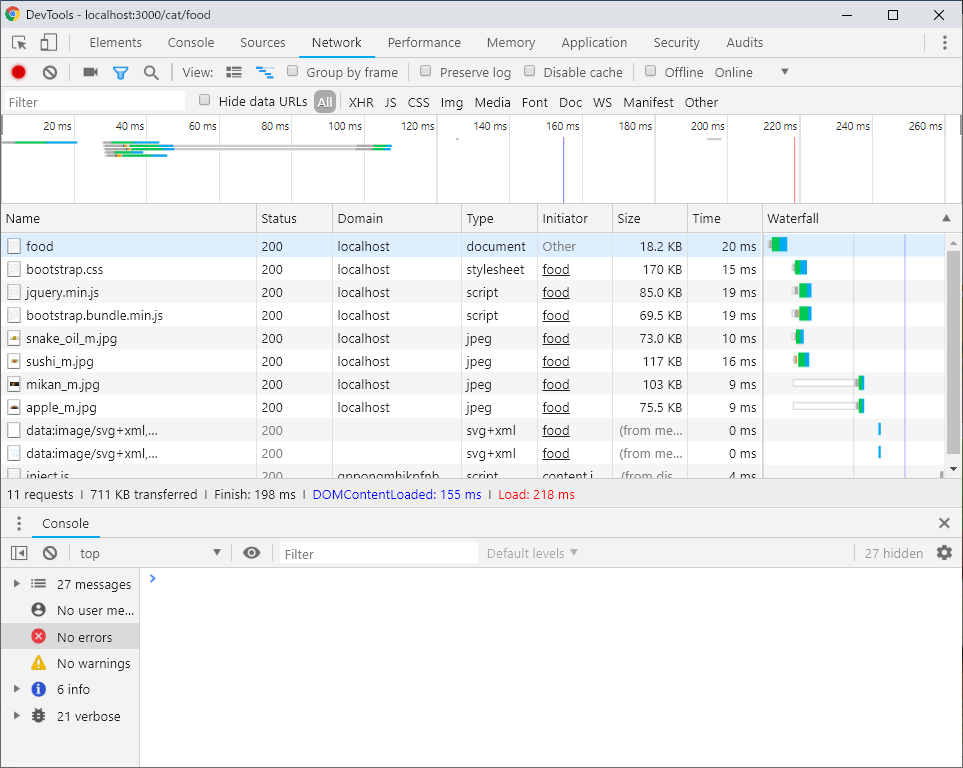 DevTools - localhost:3000/cat/food
Elements Console Sources Network Performance Memory Application Security Audits
View: Group by frame Preserve log Disable cache Offline Online
Filter Hide data URLs All XHR JS CSS Img Media Font Doc WS Manifest Other
20 ms 40 ms 60 ms 80 ms 100 ms 120 ms 140 ms 160 ms 180 ms 200 ms 220 ms 240 ms 260 ms
Name Status Domain Type Initiator Size Time Waterfall
food 200 localhost document Other 18.2 KB 20 ms
bootstrap.css 200 localhost stylesheet food 170 KB 15 ms
jquery.min.js 200 localhost script food 85.0 KB 19 ms
bootstrap.bundle.min.js 200 localhost script food 69.5 KB 19 ms
snake_oil_m.jpg 200 localhost jpeg food 73.0 KB 10 ms
sushi_m.jpg 200 localhost jpeg food 117 KB 16 ms
mikan_m.jpg 200 localhost jpeg food 103 KB 9 ms
apple_m.jpg 200 localhost jpeg food 75.5 KB 9 ms
data:image/svg+xml,... 200 svg+xml food (from me... 0 ms
data:image/svg+xml,... 200 svg+xml food (from me... 0 ms
inject.js 200 script content.j (from dis... 4 ms
11 requests | 711 KB transferred | Finish: 198 ms | DOMContentLoaded: 155 ms | Load: 218 ms
Console
top Filter Default levels 27 hidden
27 messages
No user me...
No errors
No warnings
6 info
21 verbose